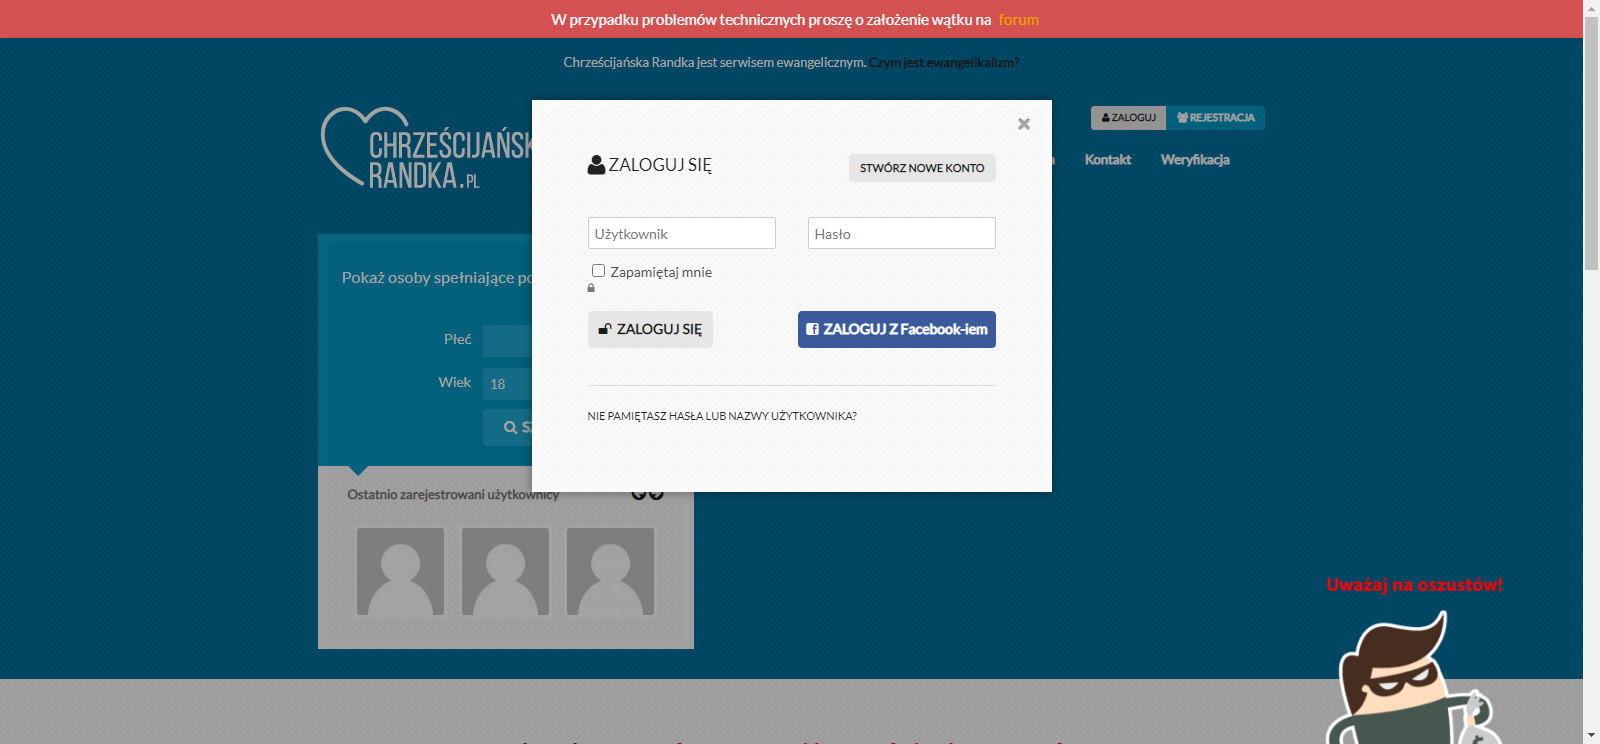 W przypadku problemów technicznych proszę o założenie wątku na forum
Chrześcijańska Randka jest serwisem ewangelicznym. Czym jest ewangelikalizm?
RANDKA.PL
ZALOGUJ
REJESTRACJA
Kontakt
Weryfikacja
ZALOGUJ SIĘ
STWÓRZ NOWE KONTO
Użytkownik
Hasło
Zapamiętaj mnie
ZALOGUJ SIĘ
ZALOGUJ Z Facebook-iem
NIE PAMIĘTASZ HASŁA LUB NAZWY UŻYTKOWNIKA?
Pokaż osoby spełniające
Płeć
Wiek
18
Ostatnio zarejestrowani użytkownicy
Uważaj na oszustów!